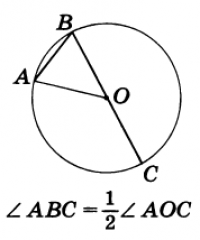 B
A
O
C
∠ABC = 1/2 ∠AOC